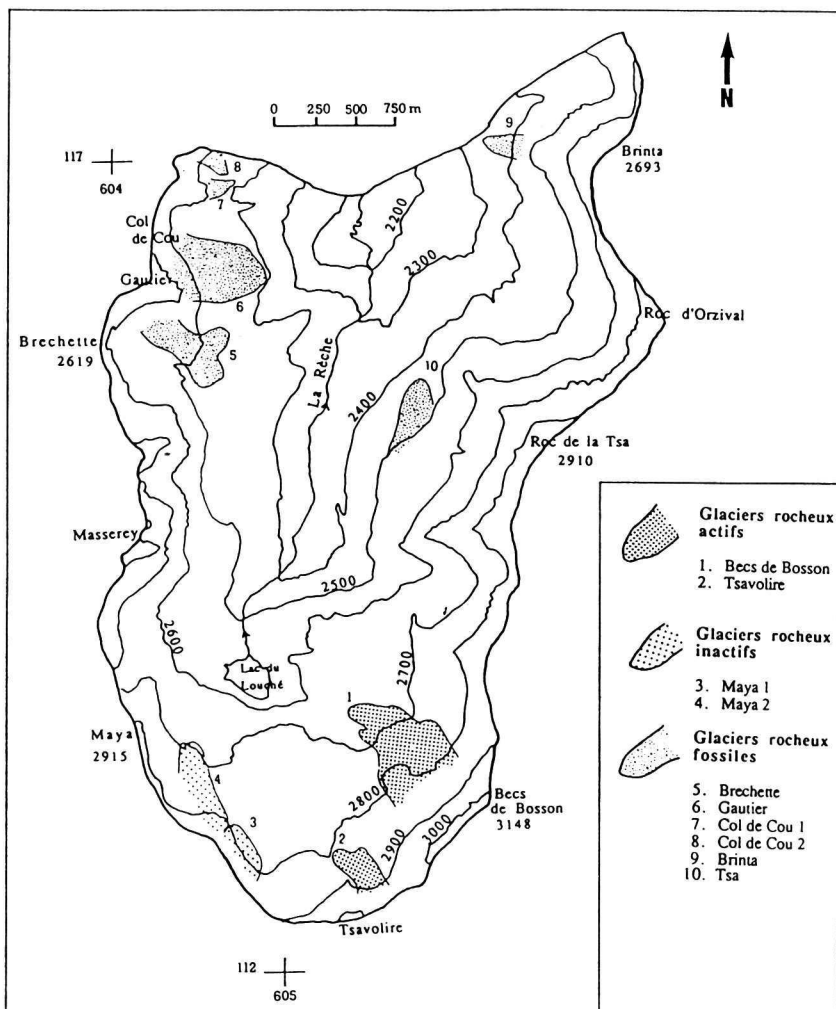 N
0 250 500 750 m
9
117
604
8
7
Brinta
2693
Col
de Cou
2200
2300
Gautier
6
Roc d'Orzival
Brechette
2619
5
La Rèche
10
2400
Roc de la Tsa
2910
Masserey
2500
2600
Lac du
Louché
2700
1
Maya
2915
4
2800
Becs
de Bosson
3148
3
2
2900
3000
Tsavolire
112
605
Glaciers rocheux
actifs
1. Becs de Bosson
2. Tsavolire
Glaciers rocheux
inactifs
3. Maya 1
4. Maya 2
Glaciers rocheux
fossiles
5. Brechette
6. Gautier
7. Col de Cou 1
8. Col de Cou 2
9. Brinta
10. Tsa